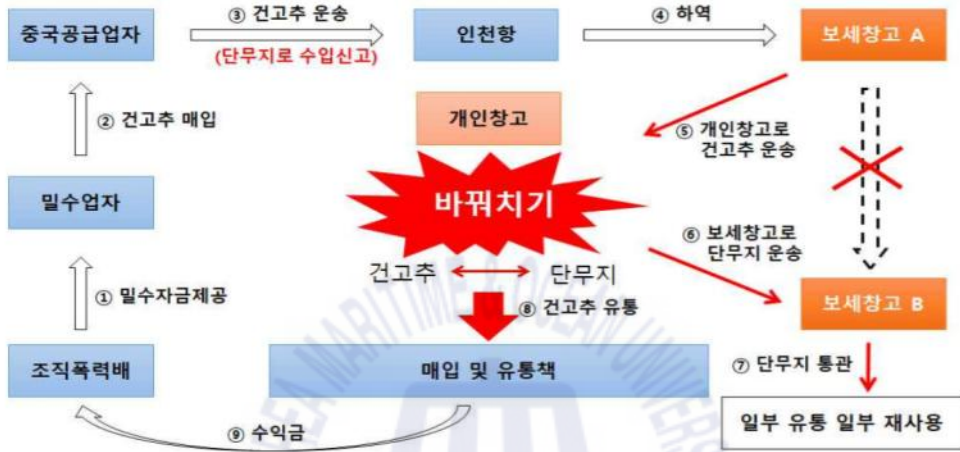 중국공급업자
③ 건고추 운송
(단무지로 수입신고)
인천항
④ 하역
보세창고 A
② 건고추 매입
개인창고
⑤ 개인창고로
건고추 운송
밀수업자
바꿔치기
⑥ 보세창고로
단무지 운송
건고추
단무지
① 밀수자금제공
⑧ 건고추 유통
보세창고 B
조직폭력배
매입 및 유통책
⑦ 단무지 통관
⑨ 수익금
일부 유통 일부 재사용
MARITIME & OCEAN UNIVERS